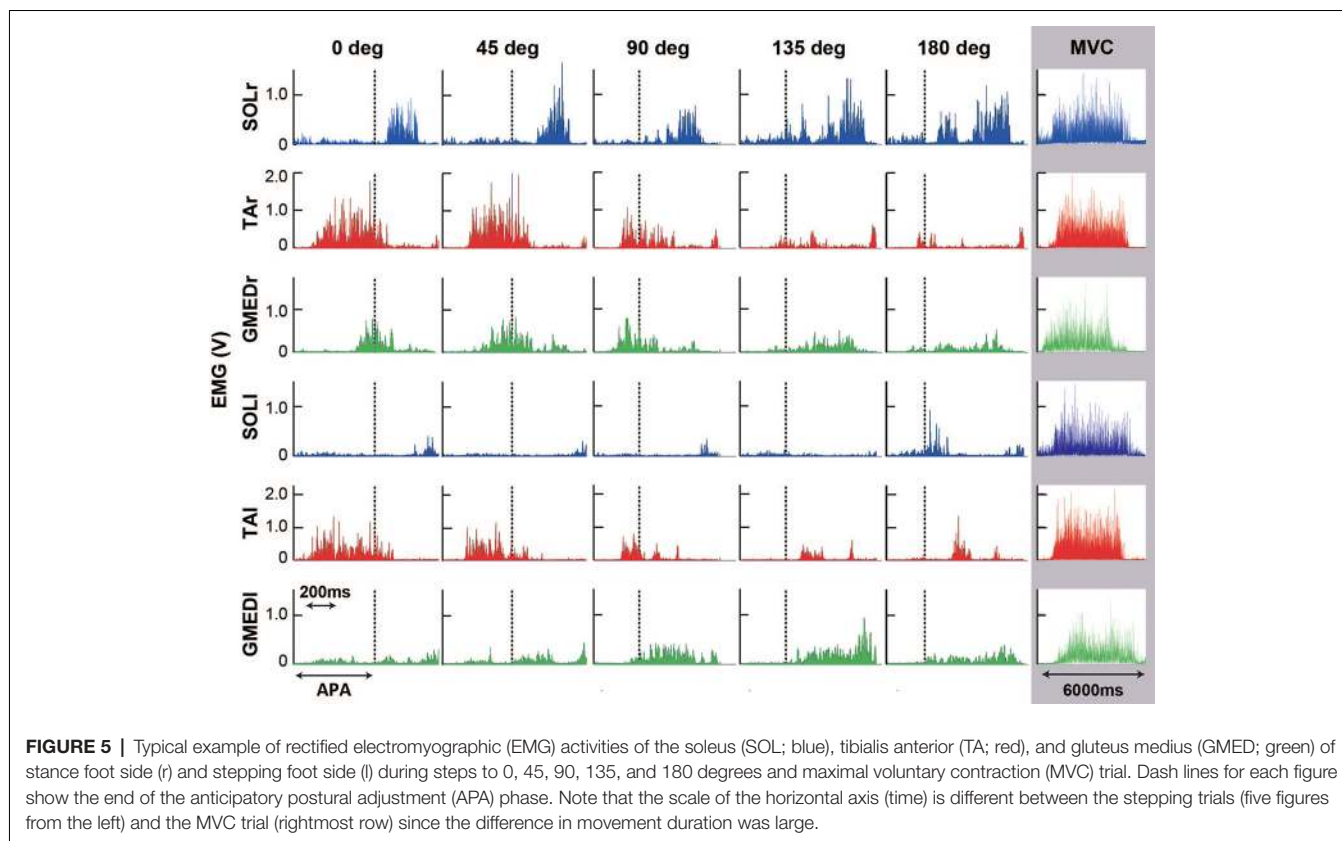 0 deg 45 deg 90 deg 135 deg 180 deg MVC
SOLr
1.0
0
TAr
2.0
1.0
0
GMEDr
1.0
0
EMG (V)
SOLl
1.0
0
TAl
2.0
1.0
0
GMEDl
200ms
1.0
0
APA 6000ms
FIGURE 5 | Typical example of rectified electromyographic (EMG) activities of the soleus (SOL; blue), tibialis anterior (TA; red), and gluteus medius (GMED; green) of
stance foot side (r) and stepping foot side (l) during steps to 0, 45, 90, 135, and 180 degrees and maximal voluntary contraction (MVC) trial. Dash lines for each figure
show the end of the anticipatory postural adjustment (APA) phase. Note that the scale of the horizontal axis (time) is different between the stepping trials (five figures
from the left) and the MVC trial (rightmost row) since the difference in movement duration was large.